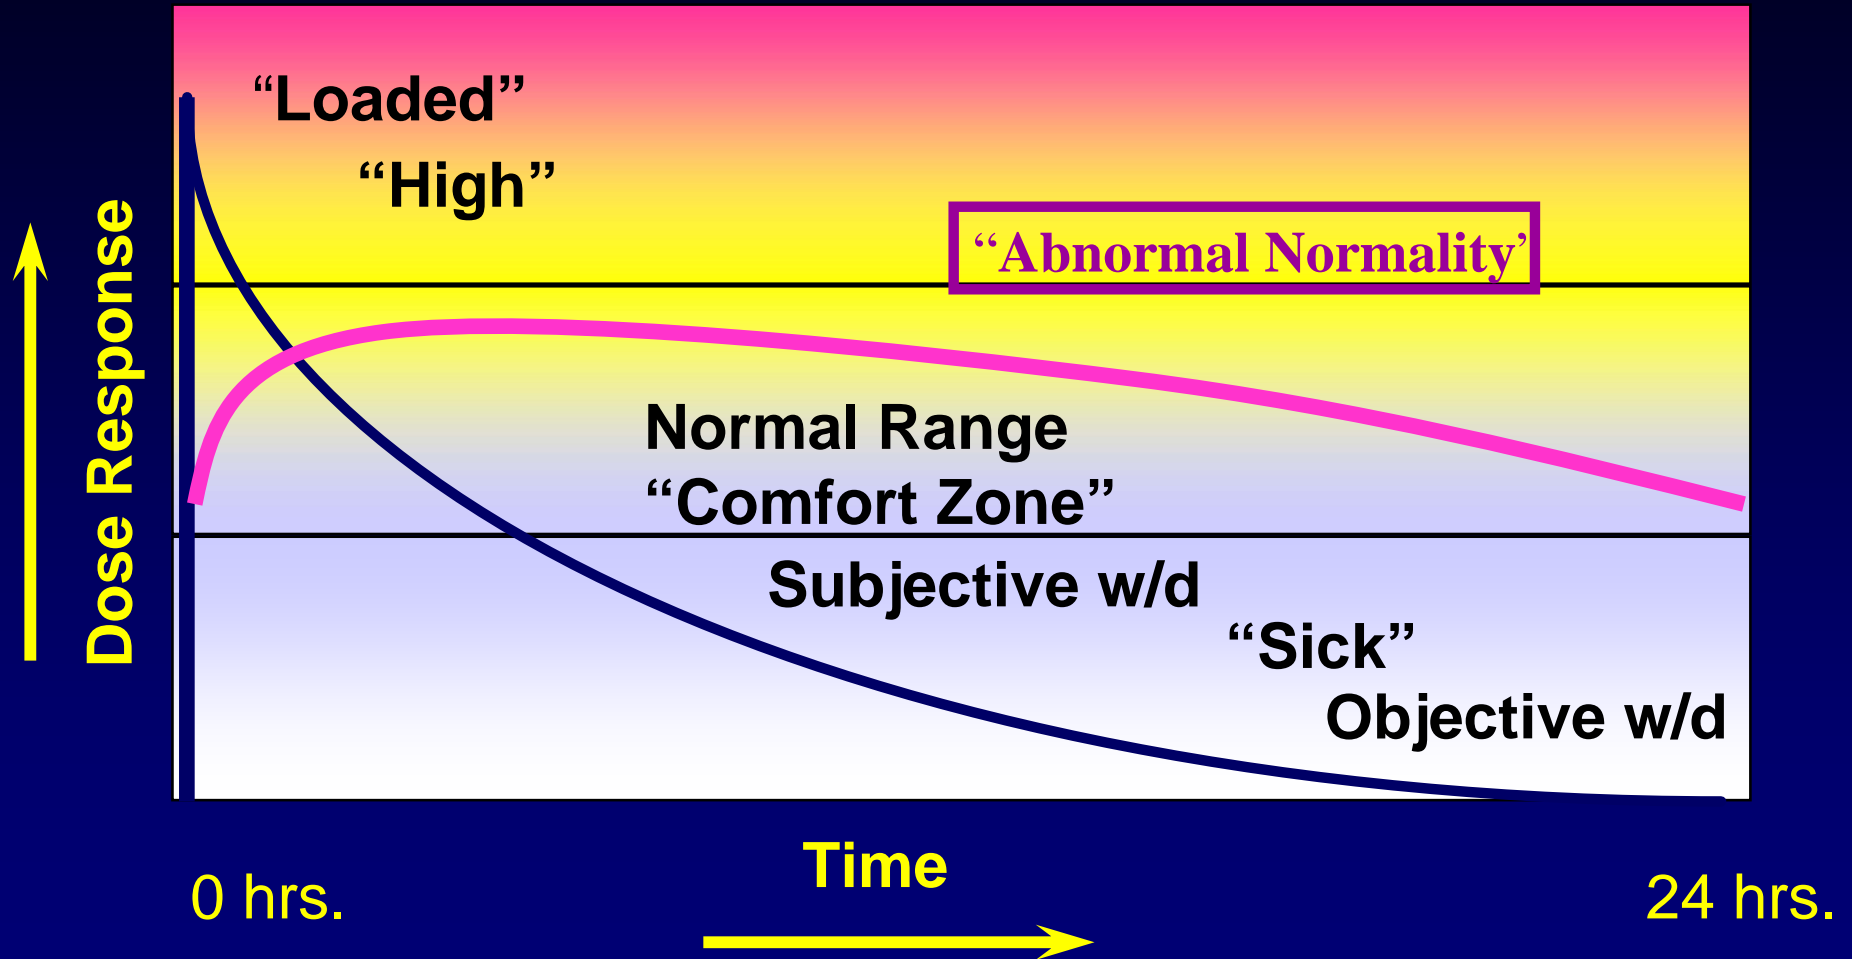 “Loaded”
“High”
“Abnormal Normality’
Dose Response
Normal Range
“Comfort Zone”
Subjective w/d
“Sick”
Objective w/d
Time
0 hrs.
24 hrs.